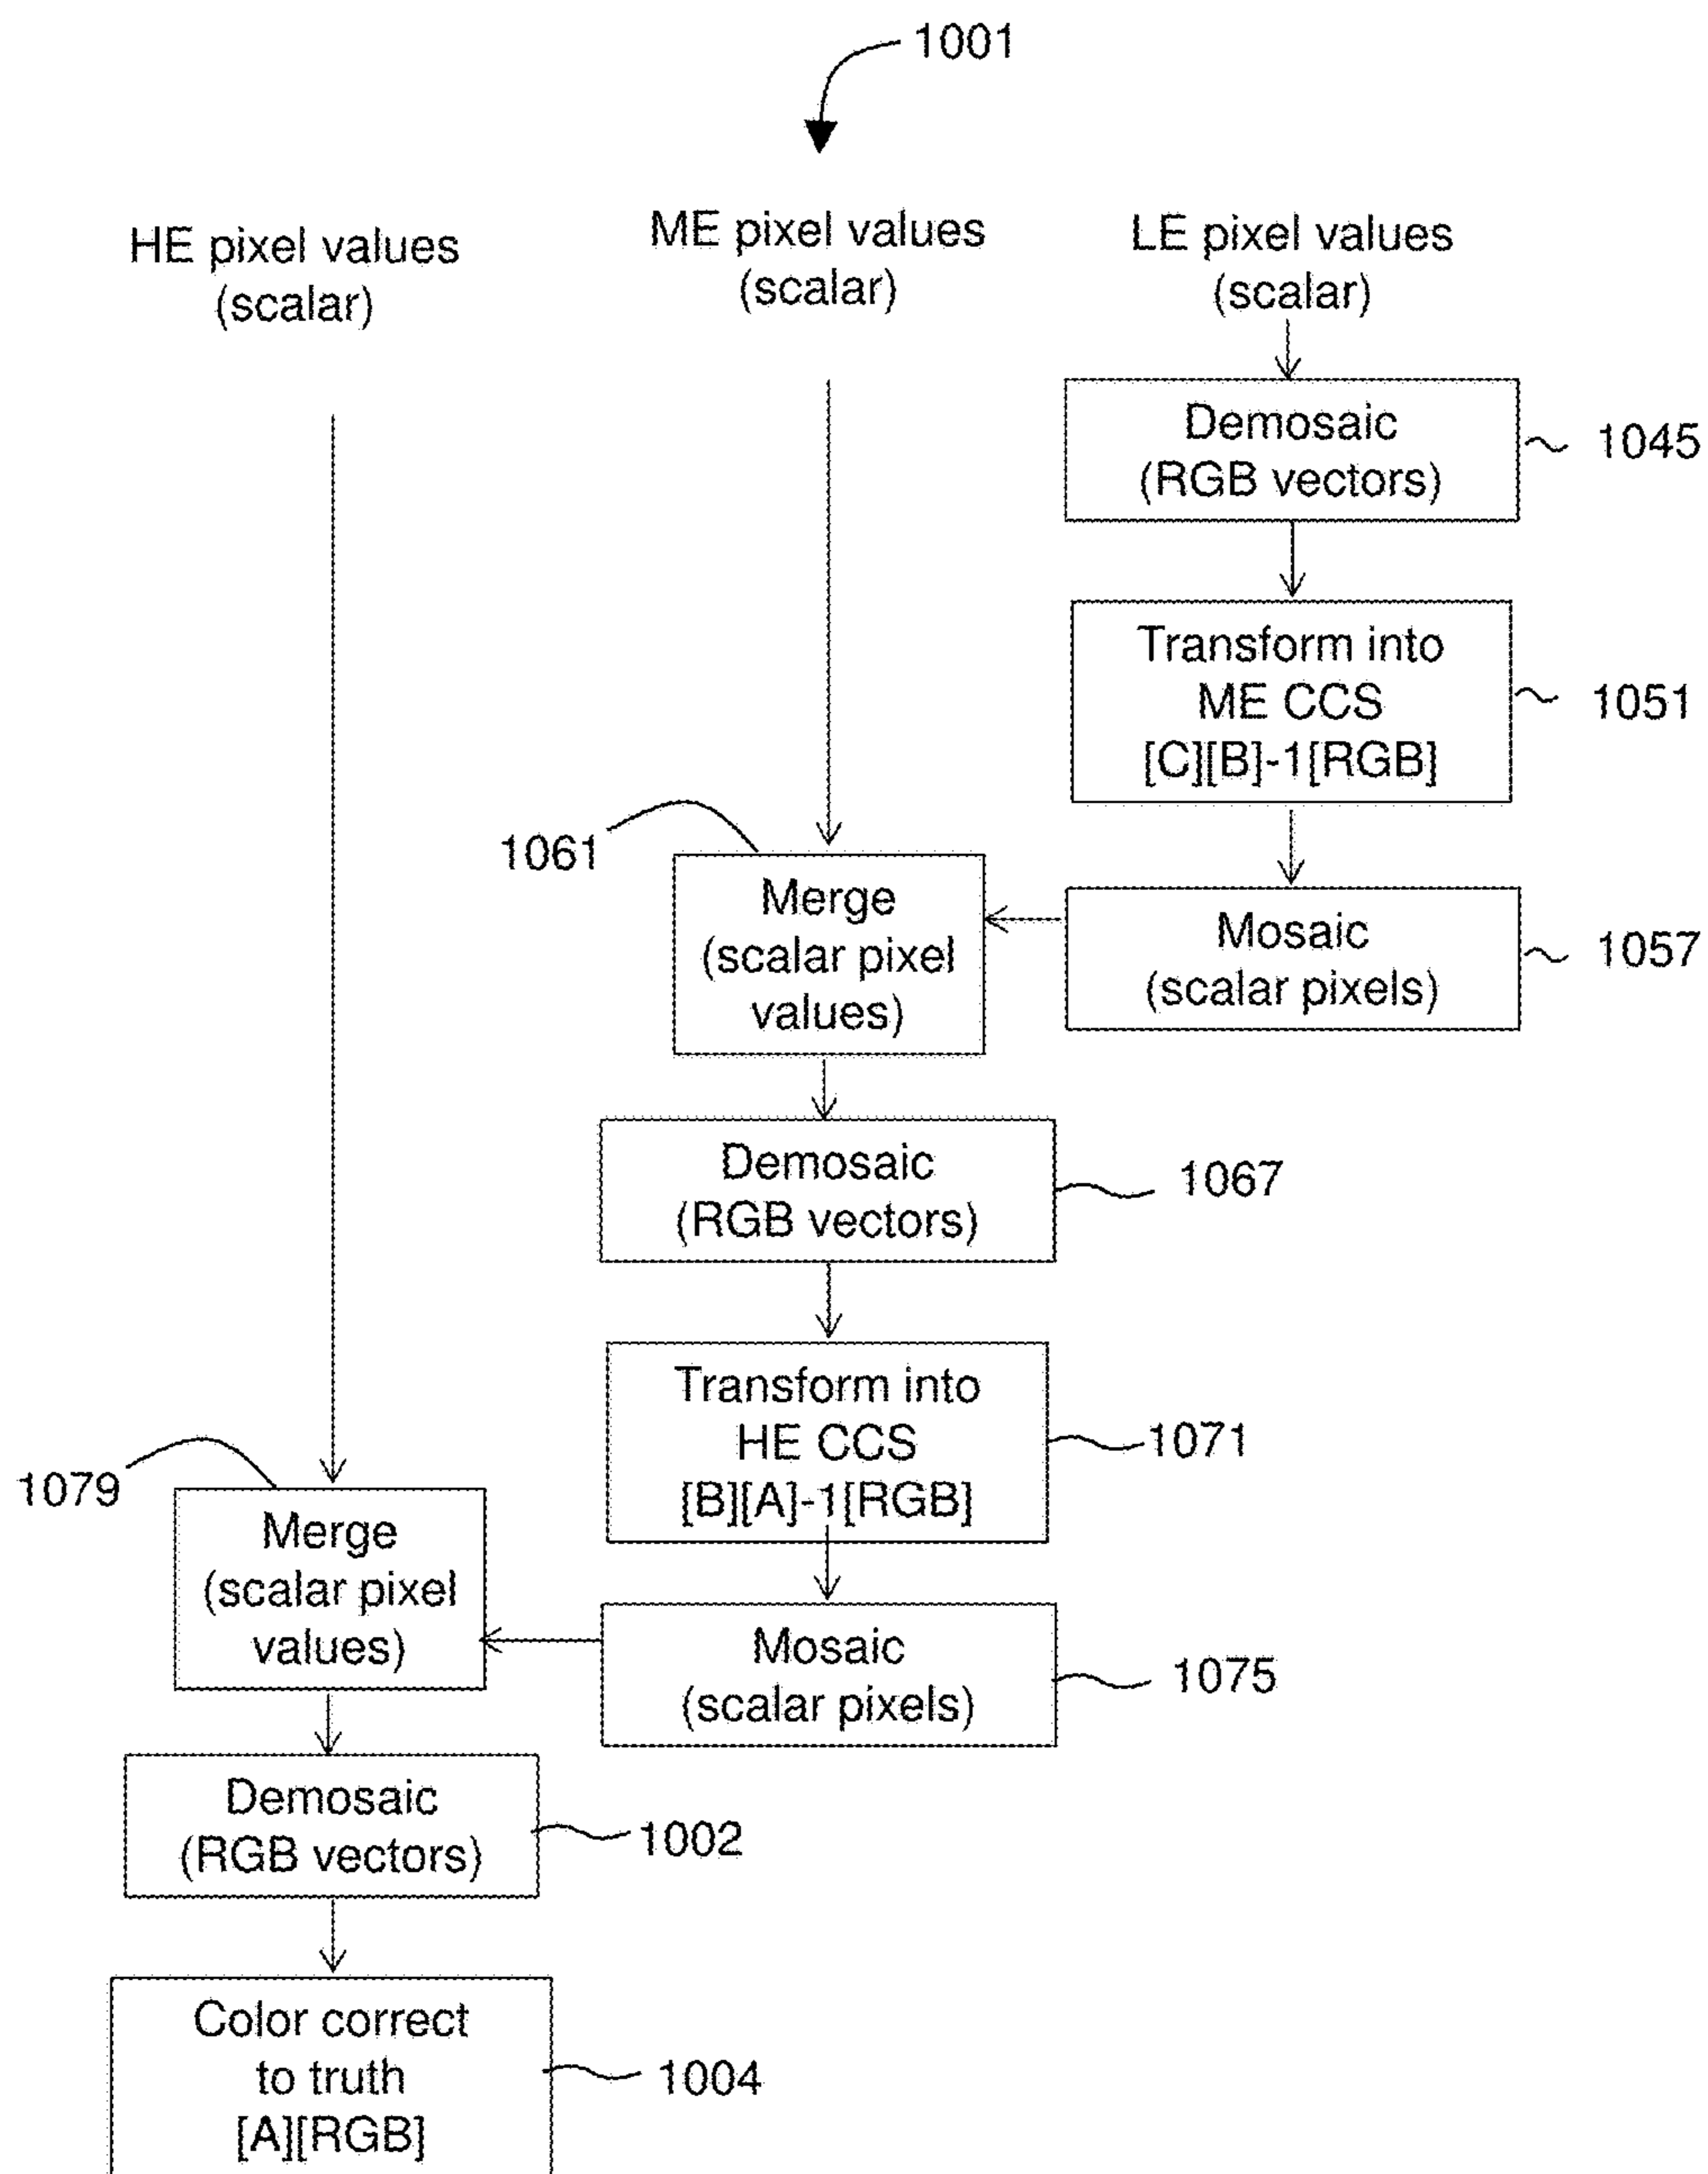 1001
HE pixel values
(scalar)
ME pixel values
(scalar)
LE pixel values
(scalar)
Demosaic
(RGB vectors)
1045
Transform into
ME CCS
[C][B]-1[RGB]
1051
1061
Merge
(scalar pixel
values)
Mosaic
(scalar pixels)
1057
Demosaic
(RGB vectors)
1067
Transform into
HE CCS
[B][A]-1[RGB]
1071
1079
Merge
(scalar pixel
values)
Mosaic
(scalar pixels)
1075
Demosaic
(RGB vectors)
1002
Color correct
to truth
[A][RGB]
1004